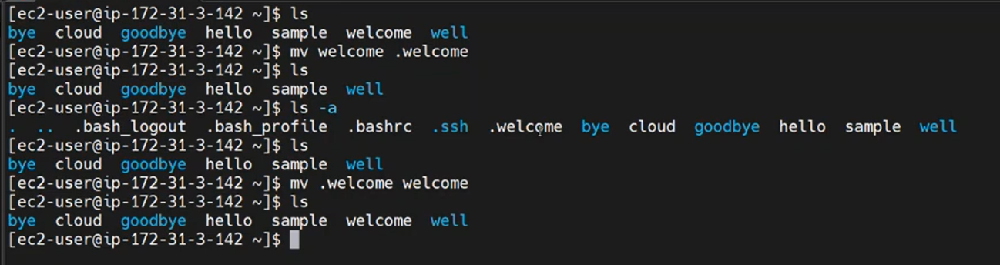 [ec2-user@ip-172-31-3-142 ~]$ ls
bye  cloud  goodbye  hello  sample  welcome  well
[ec2-user@ip-172-31-3-142 ~]$ mv welcome .welcome
[ec2-user@ip-172-31-3-142 ~]$ ls
bye  cloud  goodbye  hello  sample  well
[ec2-user@ip-172-31-3-142 ~]$ ls -a
.  ..  .bash_logout  .bash_profile  .bashrc  .ssh  .welcome  bye  cloud  goodbye  hello  sample  well
[ec2-user@ip-172-31-3-142 ~]$ ls
bye  cloud  goodbye  hello  sample  well
[ec2-user@ip-172-31-3-142 ~]$ mv .welcome welcome
[ec2-user@ip-172-31-3-142 ~]$ ls
bye  cloud  goodbye  hello  sample  welcome  well
[ec2-user@ip-172-31-3-142 ~]$